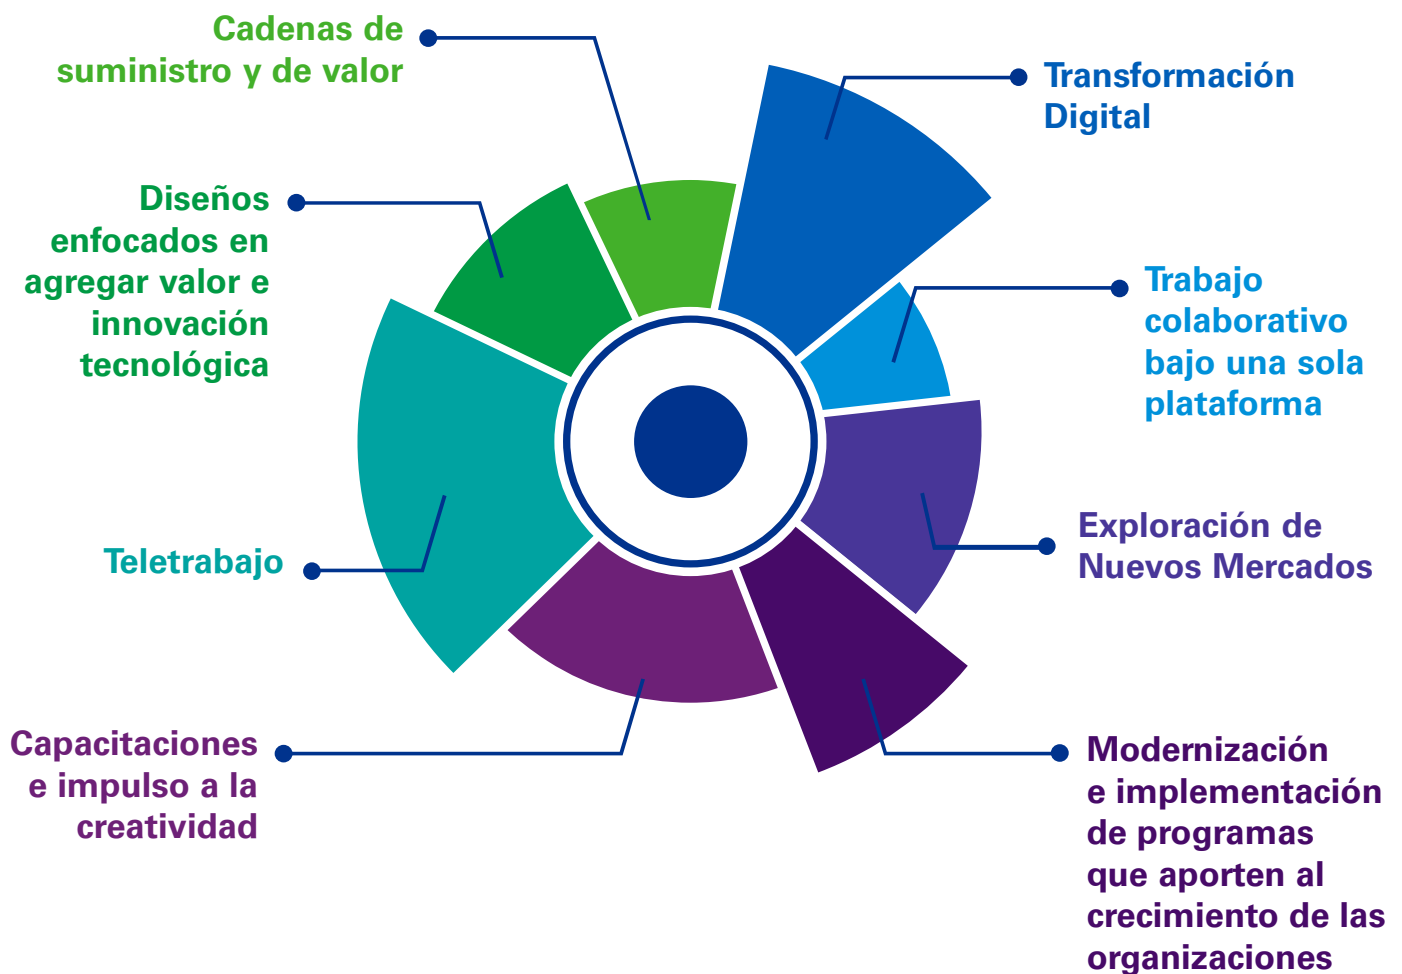 Cadenas de
suministro y de valor
Transformación
Digital
Diseños
enfocados en
agregar valor e
innovación
tecnológica
Trabajo
colaborativo
bajo una sola
plataforma
Teletrabajo
Exploración de
Nuevos Mercados
Capacitaciones
e impulso a la
creatividad
Modernización
e implementación
de programas
que aporten al
crecimiento de las
organizaciones